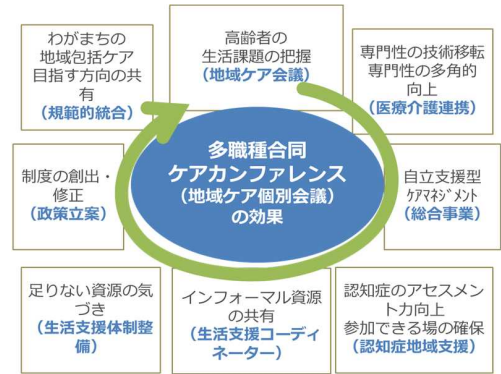 わがまちの
地域包括ケア
目指す方向の共
有
（規範的統合）
高齢者の
生活課題の把握
（地域ケア会議）
専門性の技術移転
専門性の多角的
向上
（医療介護連携）
制度の創出・
修正
（政策立案）
多職種合同
ケアカンファレンス
（地域ケア個別会議）
の効果
自立支援型
ｹｱﾏﾈｼﾞﾒﾝﾄ
（総合事業）
足りない資源の気
づき
（生活支援体制整
備）
インフォーマル資源
の共有
（生活支援コーディ
ネーター）
認知症のアセスメン
ト力向上
参加できる場の確保
（認知症地域支援）